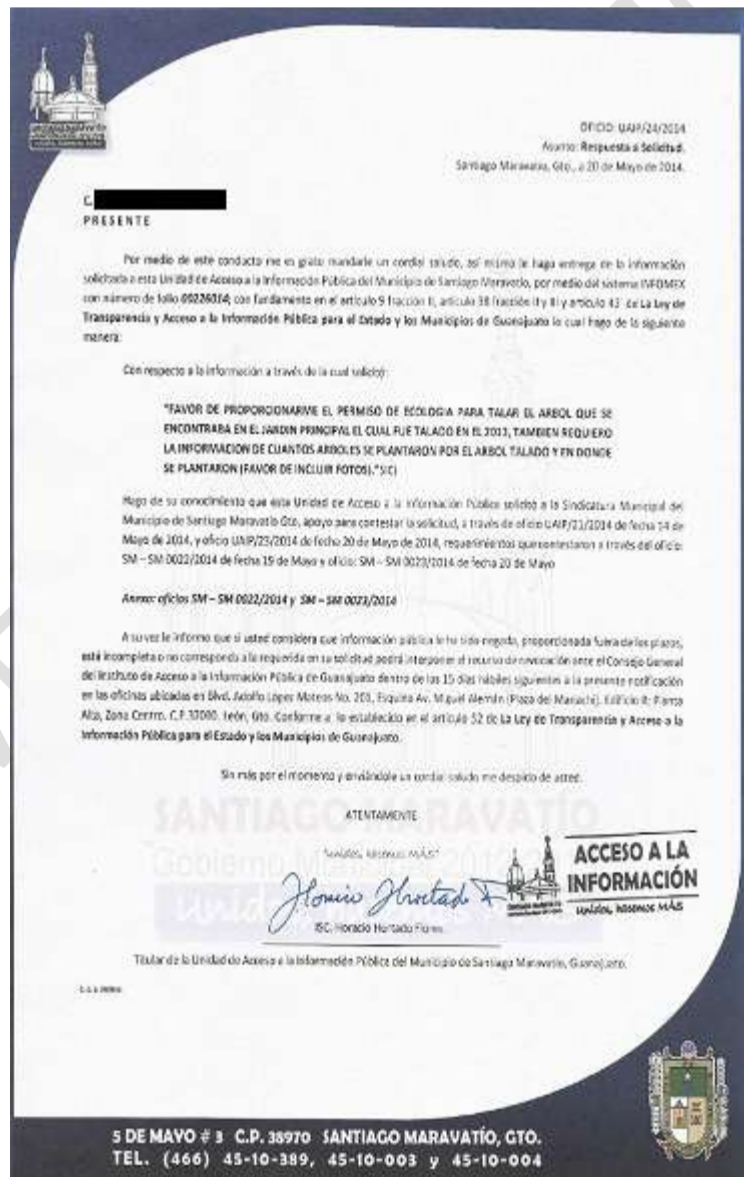 OFICIO: UAIP/24/2014
Asunto: Respuesta a Solicitud.
Santiago Maravatío, Gto., a 20 de Mayo de 2014.
C.
PRESENTE
Por medio de este conducto me es grato mandarle un cordial saludo, así mismo le hago entrega de la información
solicitada a esta Unidad de Acceso a la Información Pública del Municipio de Santiago Maravatío, por medio del sistema INFOMEX
con número de folio 00226014; con fundamento en el artículo 9 fracción II, artículo 38 fracción II y III y artículo 43 de La Ley de
Transparencia y Acceso a la Información Pública para el Estado y los Municipios de Guanajuato lo cual hago de la siguiente
manera:
Con respecto a la información a través de la cual solicitó:
"FAVOR DE PROPORCIONARME EL PERMISO DE ECOLOGIA PARA TALAR EL ARBOL QUE SE
ENCONTRABA EN EL JARDIN PRINCIPAL EL CUAL FUE TALADO EN EL 2013, TAMBIEN REQUIERO
LA INFORMACION DE CUANTOS ARBOLES SE PLANTARON POR EL ARBOL TALADO Y EN DONDE
SE PLANTARON (FAVOR DE INCLUIR FOTOS)."SIC)
Hago de su conocimiento que esta Unidad de Acceso a la Información Pública solicitó a la Sindicatura Municipal del
Municipio de Santiago Maravatío Gto, apoyo para contestar la solicitud, a través de oficio UAIP/21/2014 de fecha 14 de
Mayo de 2014, y oficio UAIP/23/2014 de fecha 20 de Mayo de 2014, requerimientos que contestaron a través del oficio:
SM – SM 0022/2014 de fecha 19 de Mayo y oficio: SM – SM 0023/2014 de fecha 20 de Mayo
Anexo: oficios SM – SM 0022/2014 y SM – SM 0023/2014
A su vez le informo que si usted considera que información pública le ha sido negada, proporcionada fuera de los plazos,
está incompleta o no corresponda a la requerida en su solicitud podrá interponer el recurso de revocación ante el Consejo General
del Instituto de Acceso a la Información Pública de Guanajuato dentro de los 15 días hábiles siguientes a la presente notificación
en las oficinas ubicadas en Blvd. Adolfo López Mateos No. 201, Esquina Av. Miguel Alemán (Plaza del Mariachi). Edificio Planta
Alta, Zona Centro. C.P.37000. León, Gto. Conforme a lo establecido en el artículo 52 de La Ley de Transparencia y Acceso a la
Información Pública para el Estado y los Municipios de Guanajuato.
Sin más por el momento y enviándole un cordial saludo me despido de usted.
SANTIAGO MARAVATÍO
ATENTAMENTE
Gobierno Municipal
"unidos, hacemos MÁS"
ACCESO A LA
INFORMACIÓN
unidos, hacemos MÁS
Horacio Hurtado F
ISC. Horacio Hurtado Flores
Titular de la Unidad de Acceso a la Información Pública del Municipio de Santiago Maravatío, Guanajuato.
5 DE MAYO # 3 C.P. 38970 SANTIAGO MARAVATÍO, GTO.
TEL. (466) 45-10-389, 45-10-003 y 45-10-004